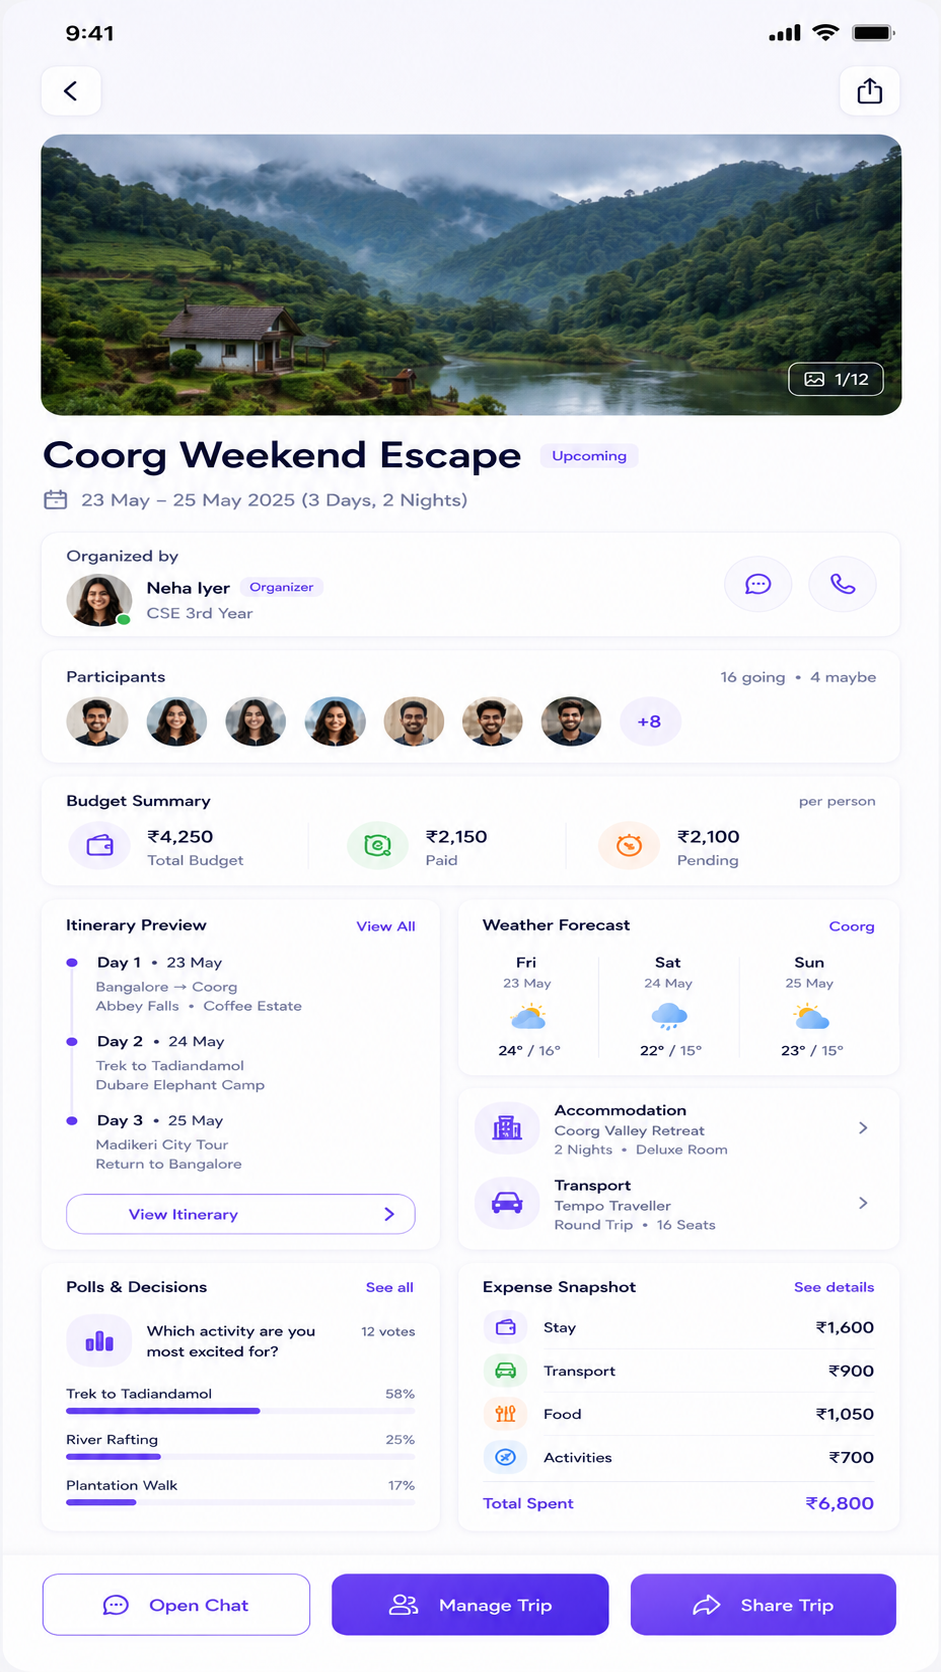 9:41
1/12
Coorg Weekend Escape
Upcoming
23 May – 25 May 2025 (3 Days, 2 Nights)
Organized by
Neha Iyer
Organizer
CSE 3rd Year
Participants
16 going • 4 maybe
+8
Budget Summary
per person
₹4,250
Total Budget
₹2,150
Paid
₹2,100
Pending
Itinerary Preview
View All
Day 1 • 23 May
Bangalore → Coorg
Abbey Falls • Coffee Estate
Day 2 • 24 May
Trek to Tadiandamol
Dubare Elephant Camp
Day 3 • 25 May
Madikeri City Tour
Return to Bangalore
View Itinerary
Weather Forecast
Coorg
Fri
23 May
24° / 16°
Sat
24 May
22° / 15°
Sun
25 May
23° / 15°
Accommodation
Coorg Valley Retreat
2 Nights • Deluxe Room
Transport
Tempo Traveller
Round Trip • 16 Seats
Polls & Decisions
See all
Which activity are you
most excited for?
12 votes
Trek to Tadiandamol
58%
River Rafting
25%
Plantation Walk
17%
Expense Snapshot
See details
Stay
₹1,600
Transport
₹900
Food
₹1,050
Activities
₹700
Total Spent
₹6,800
Open Chat
Manage Trip
Share Trip